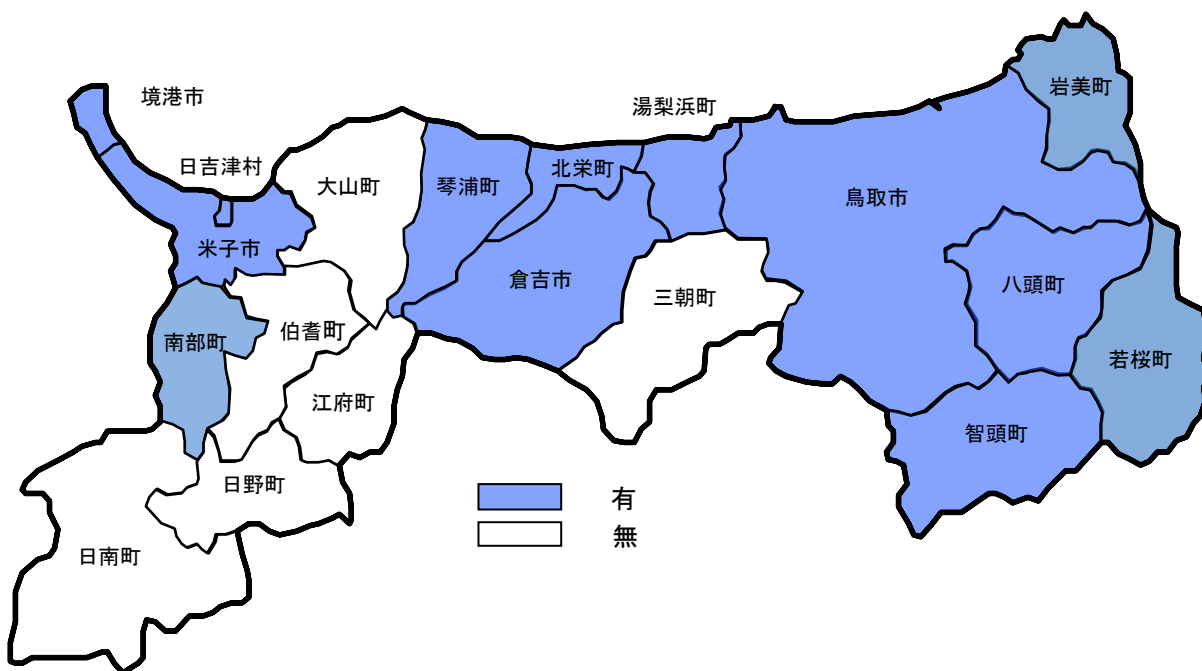 岩美町
境港市
湯梨浜町
日吉津村
北栄町
大山町
琴浦町
鳥取市
米子市
倉吉市
八頭町
三朝町
伯耆町
南部町
若桜町
江府町
智頭町
日野町
有
無
日南町